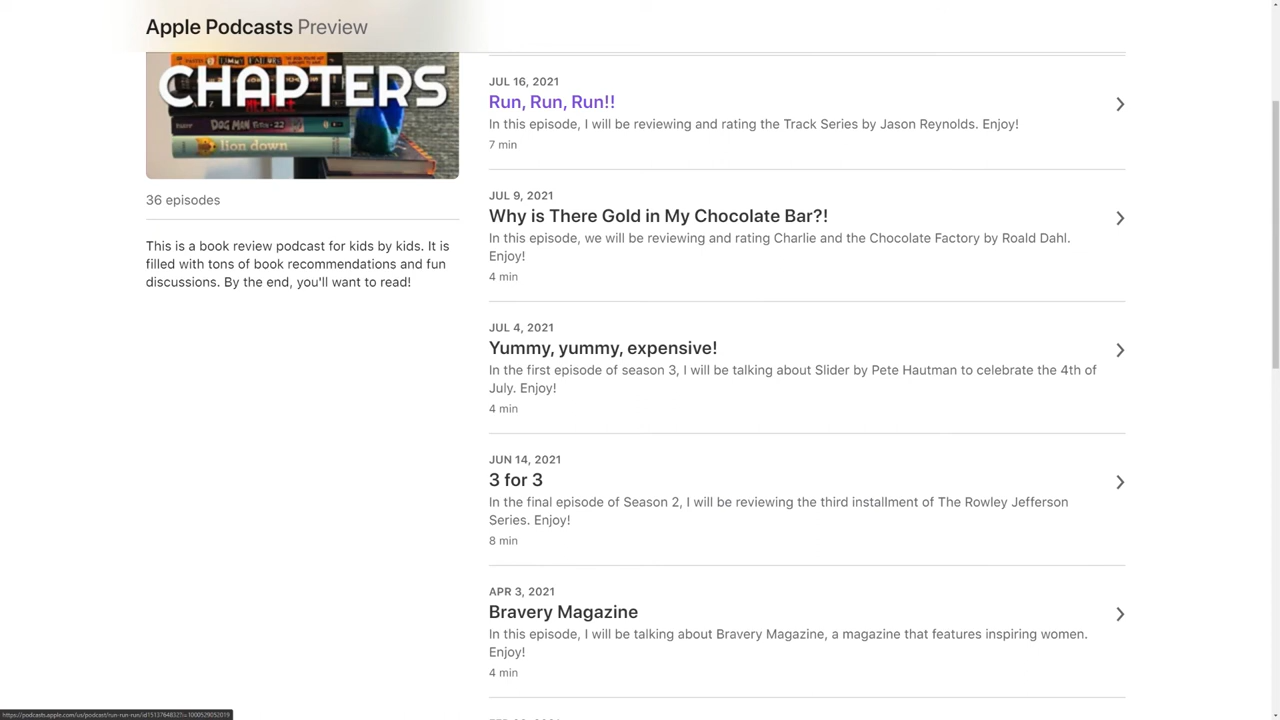 Apple Podcasts Preview
CHAPTERS
DOG MAN
lion down
36 episodes
This is a book review podcast for kids by kids. It is
filled with tons of book recommendations and fun
discussions. By the end, you'll want to read!
JUL 16, 2021
Run, Run, Run!!
In this episode, I will be reviewing and rating the Track Series by Jason Reynolds. Enjoy!
7 min
JUL 9, 2021
Why is There Gold in My Chocolate Bar?!
In this episode, we will be reviewing and rating Charlie and the Chocolate Factory by Roald Dahl.
Enjoy!
4 min
JUL 4, 2021
Yummy, yummy, expensive!
In the first episode of season 3, I will be talking about Slider by Pete Hautman to celebrate the 4th of
July. Enjoy!
4 min
JUN 14, 2021
3 for 3
In the final episode of Season 2, I will be reviewing the third installment of The Rowley Jefferson
Series. Enjoy!
8 min
APR 3, 2021
Bravery Magazine
In this episode, I will be talking about Bravery Magazine, a magazine that features inspiring women.
Enjoy!
4 min